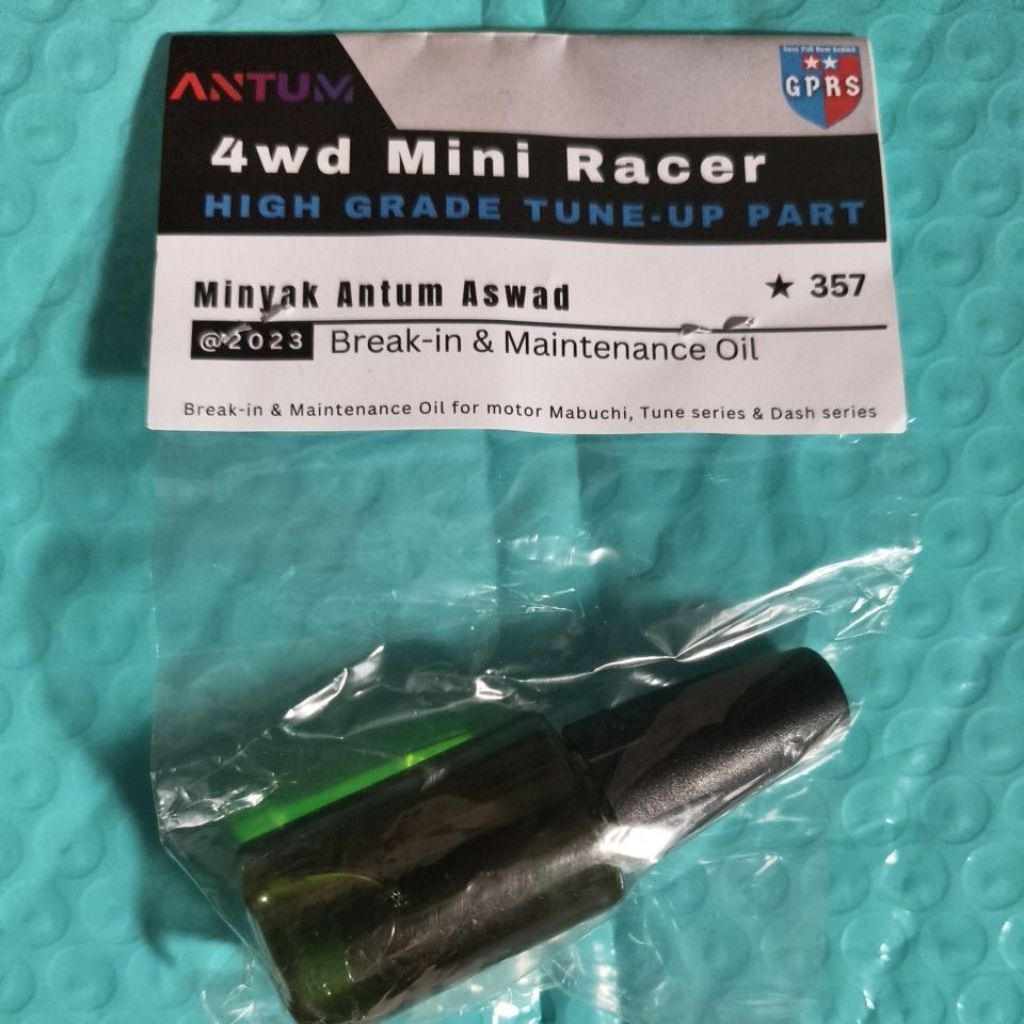 ANTUM
GPRS
4wd Mini Racer
HIGH GRADE TUNE-UP PART
Minyak Antum Aswad
★ 357
@2023 Break-in & Maintenance Oil
Break-in & Maintenance Oil for motor Mabuchi, Tune series & Dash series